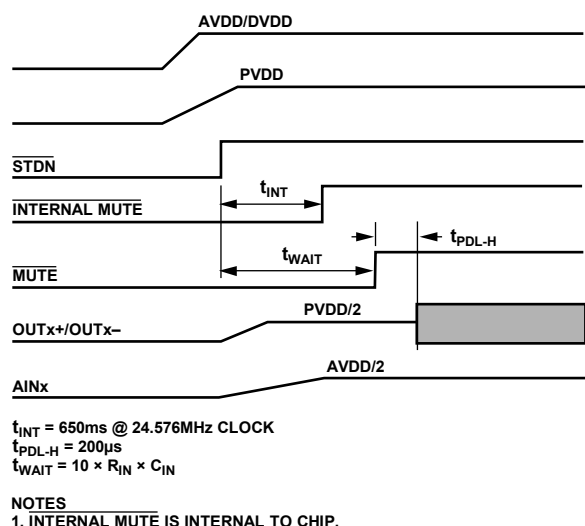 AVDD/DVDD
PVDD
STDN
tINT
INTERNAL MUTE
tPDL-H
tWAIT
MUTE
PVDD/2
OUTx+/OUTx–
AVDD/2
AINx
tINT = 650ms @ 24.576MHz CLOCK
tPDL-H = 200µs
tWAIT = 10 × RIN × CIN
NOTES
1. INTERNAL MUTE IS INTERNAL TO CHIP.